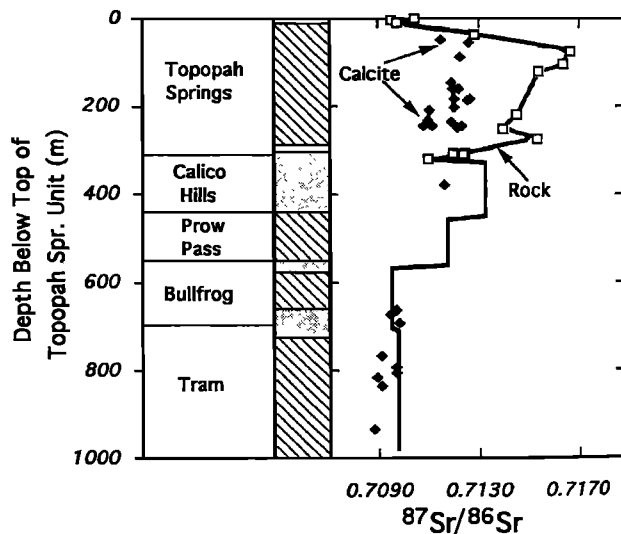 Depth Below Top of
Topopah Spr. Unit (m)
0
200
400
600
800
1000
Topopah
Springs
Calico
Hills
Prow
Pass
Bullfrog
Tram
Calcite
Rock
0.7090 0.7130 0.7170
87Sr/86Sr